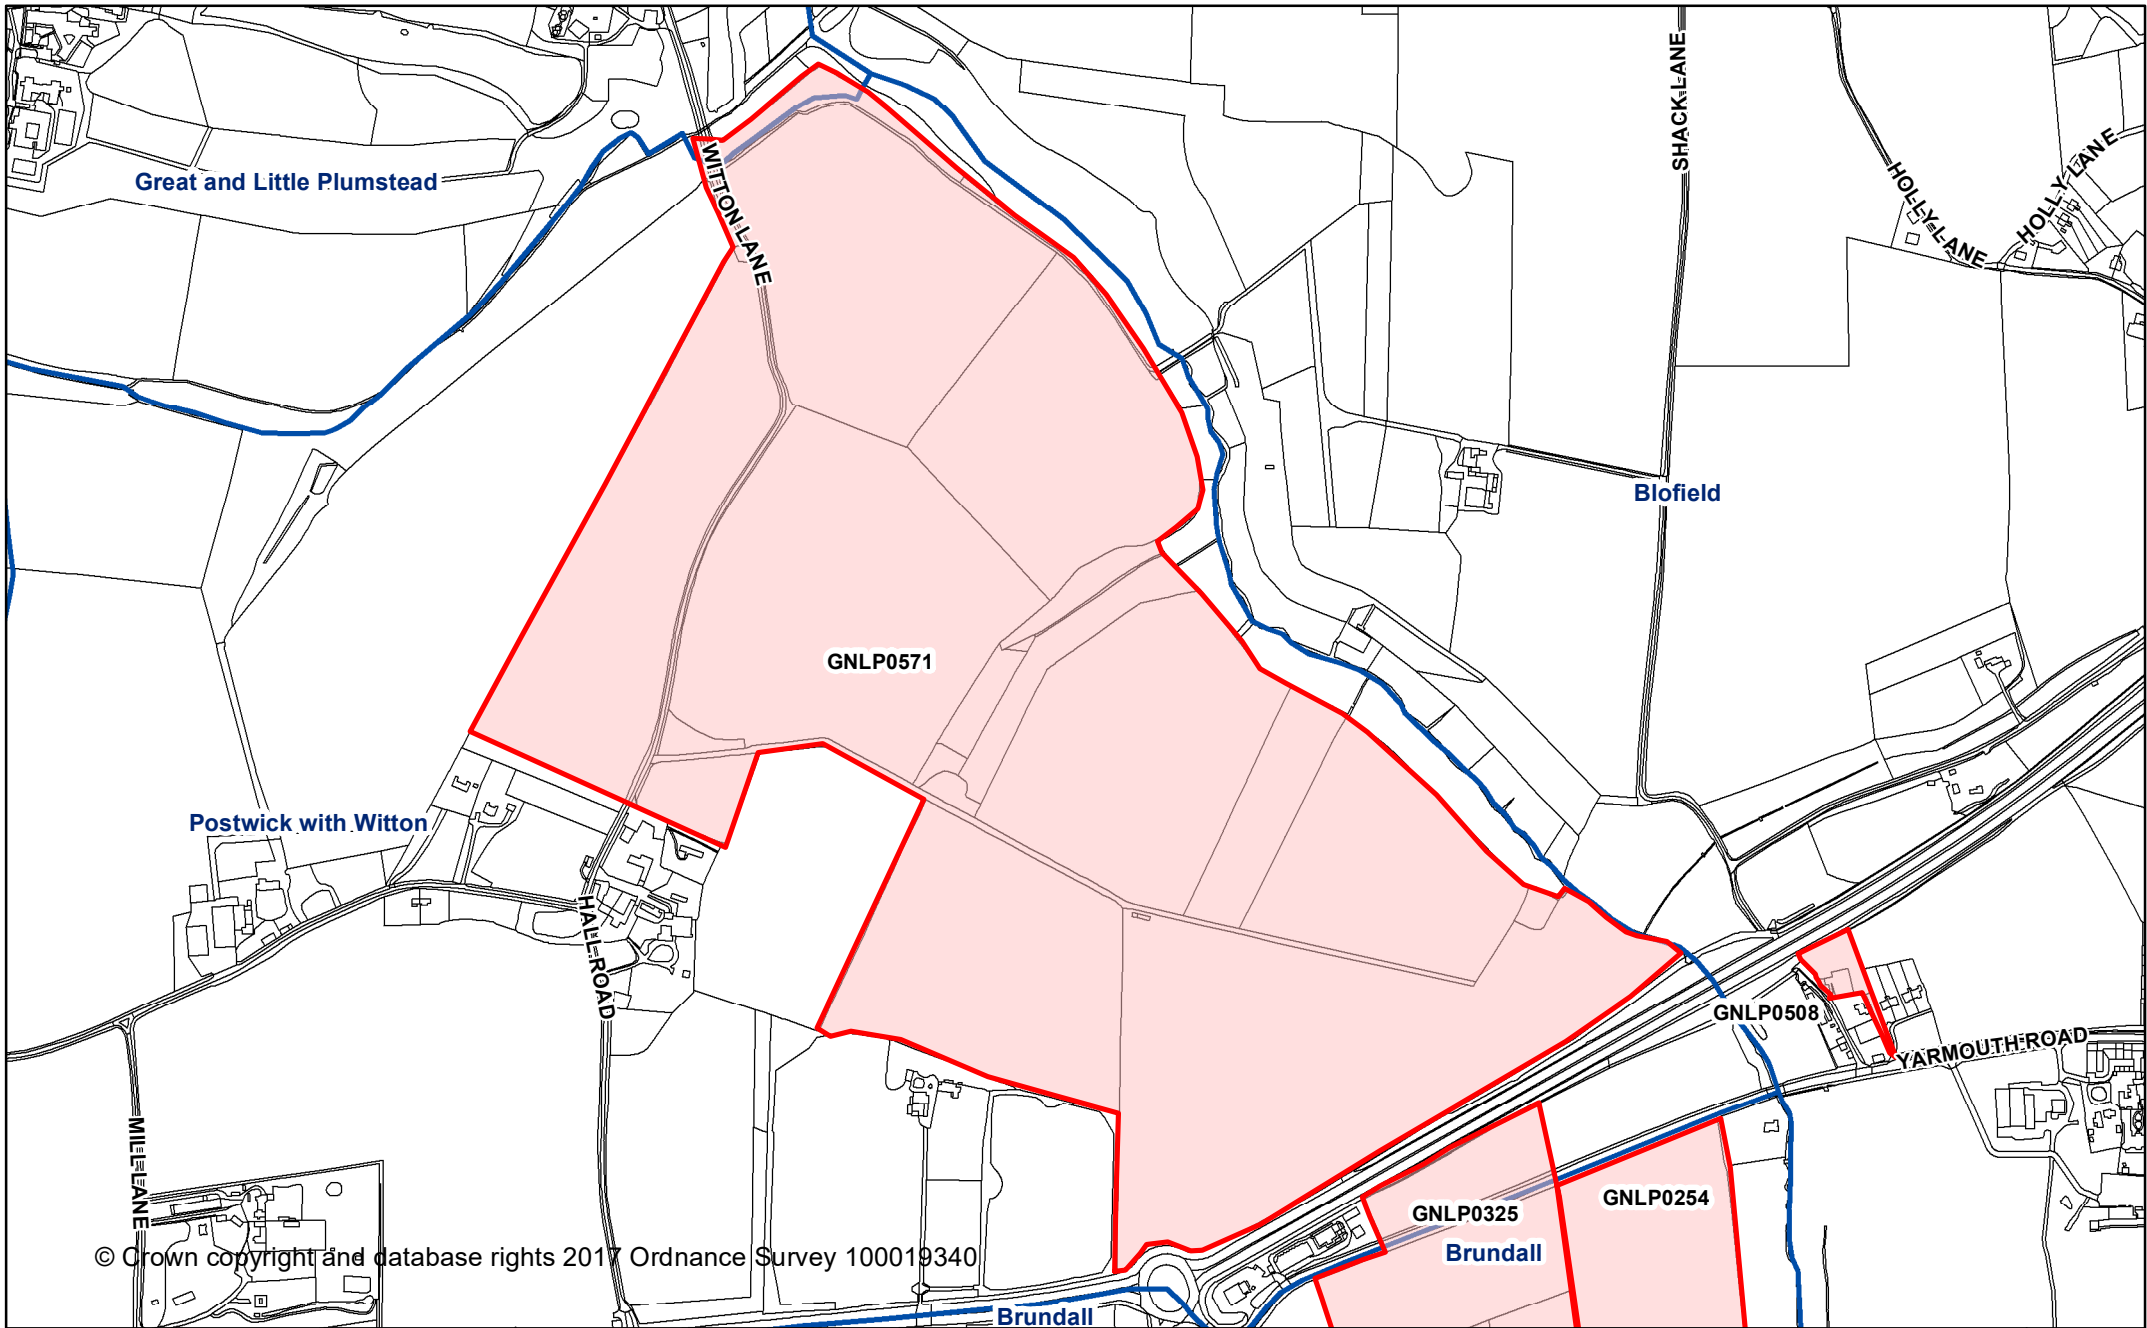 SHACK LANE
HOLLY LANE
HOLLY LANE
WITTON LANE
Great and Little Plumstead
Blofield
GNLP0571
Postwick with Witton
HALL ROAD
GNLP0508
YARMOUTH ROAD
MILL LANE
GNLP0325
GNLP0254
Brundall
© Crown copyright and database rights 2017 Ordnance Survey 100019340
Brundall